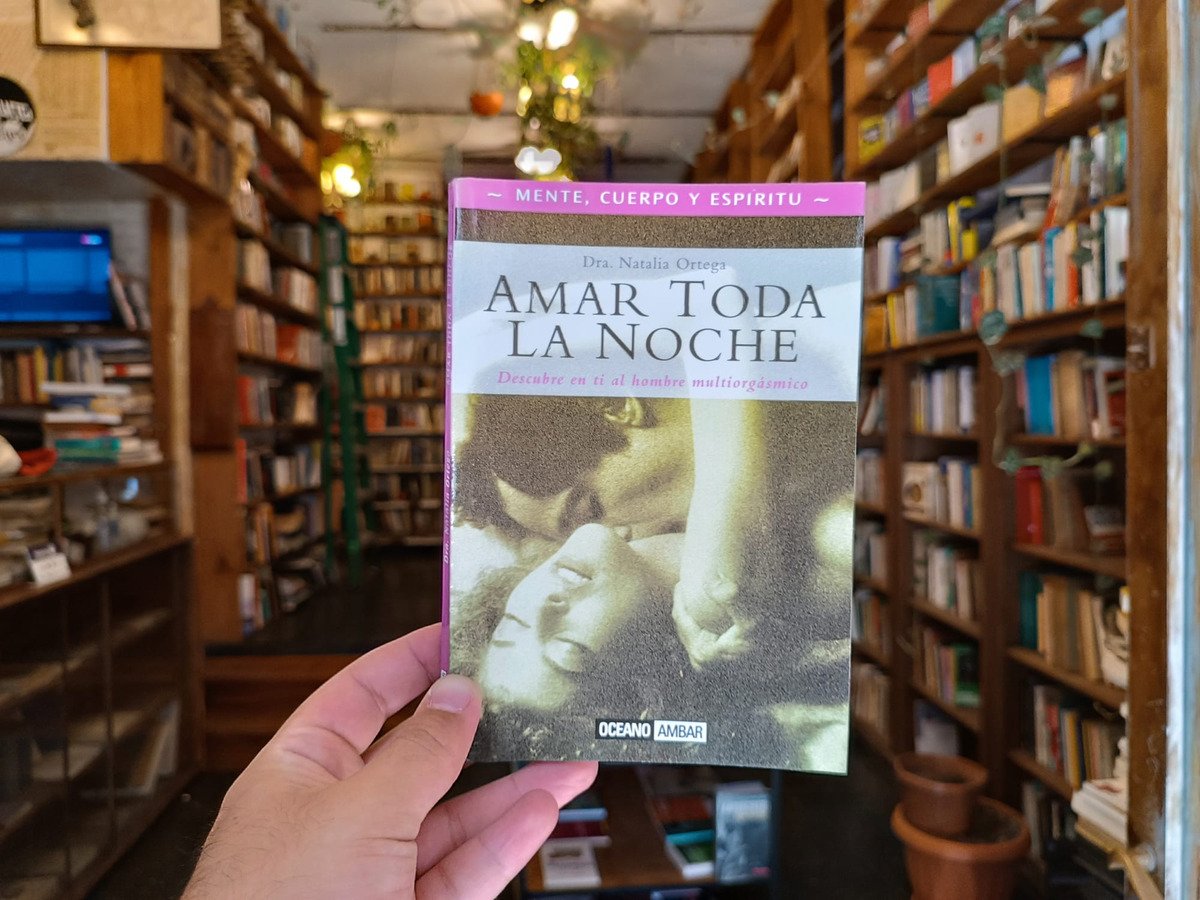 ~ MENTE, CUERPO Y ESPÍRITU ~
Dra. Natalia Ortega
AMAR TODA
LA NOCHE
Descubre en ti al hombre multiorgásmico
OCEANO AMBAR